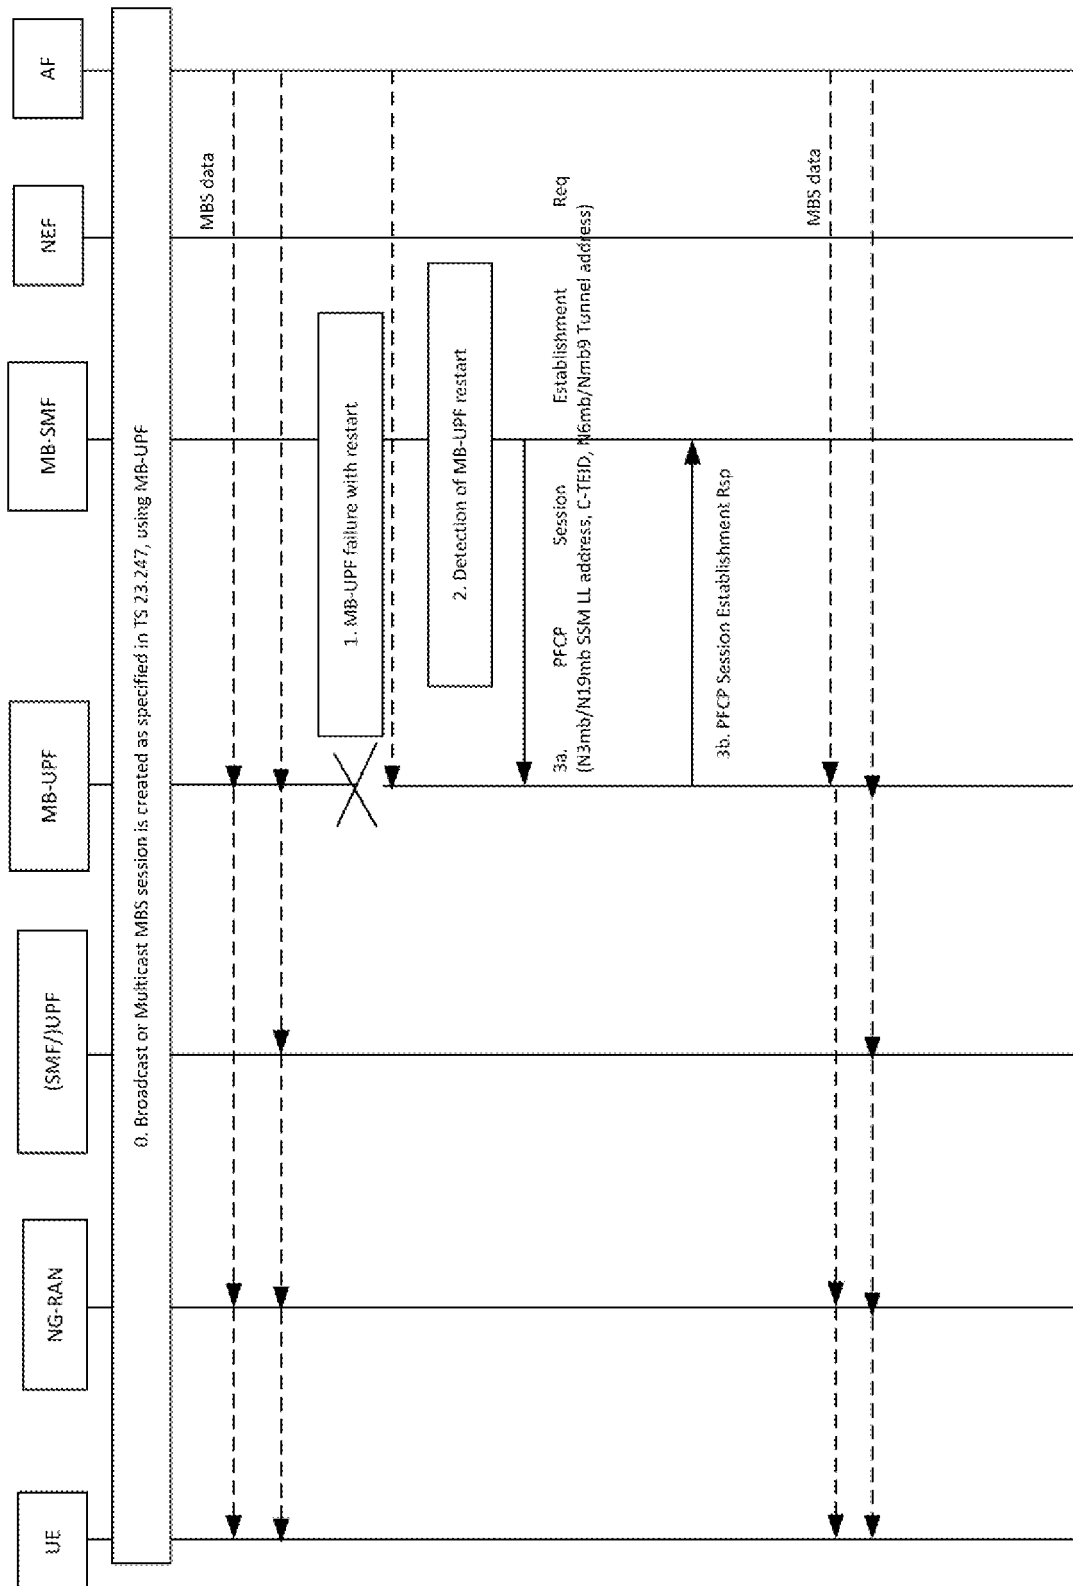 UE
NG-RAN
(SMF/)UPF
MB-UPF
MB-SMF
NEF
AF
0. Broadcast or Multicast MBS session is created as specified in TS 23.247, using MB-UPF
MBS data
1. MB-UPF failure with restart
2. Detection of MB-UPF restart
3a. PFCP Session Establishment Req
(N3mb/N19mb SSM LL address, C-TEID, N6mb/Nmb9 Tunnel address)
3b. PFCP Session Establishment Rsp
MBS data